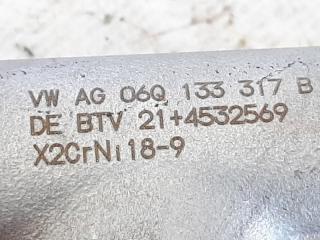 VW AG 06Q 133 317 B
DE BTV 21+4532569
X2CrNi18-9